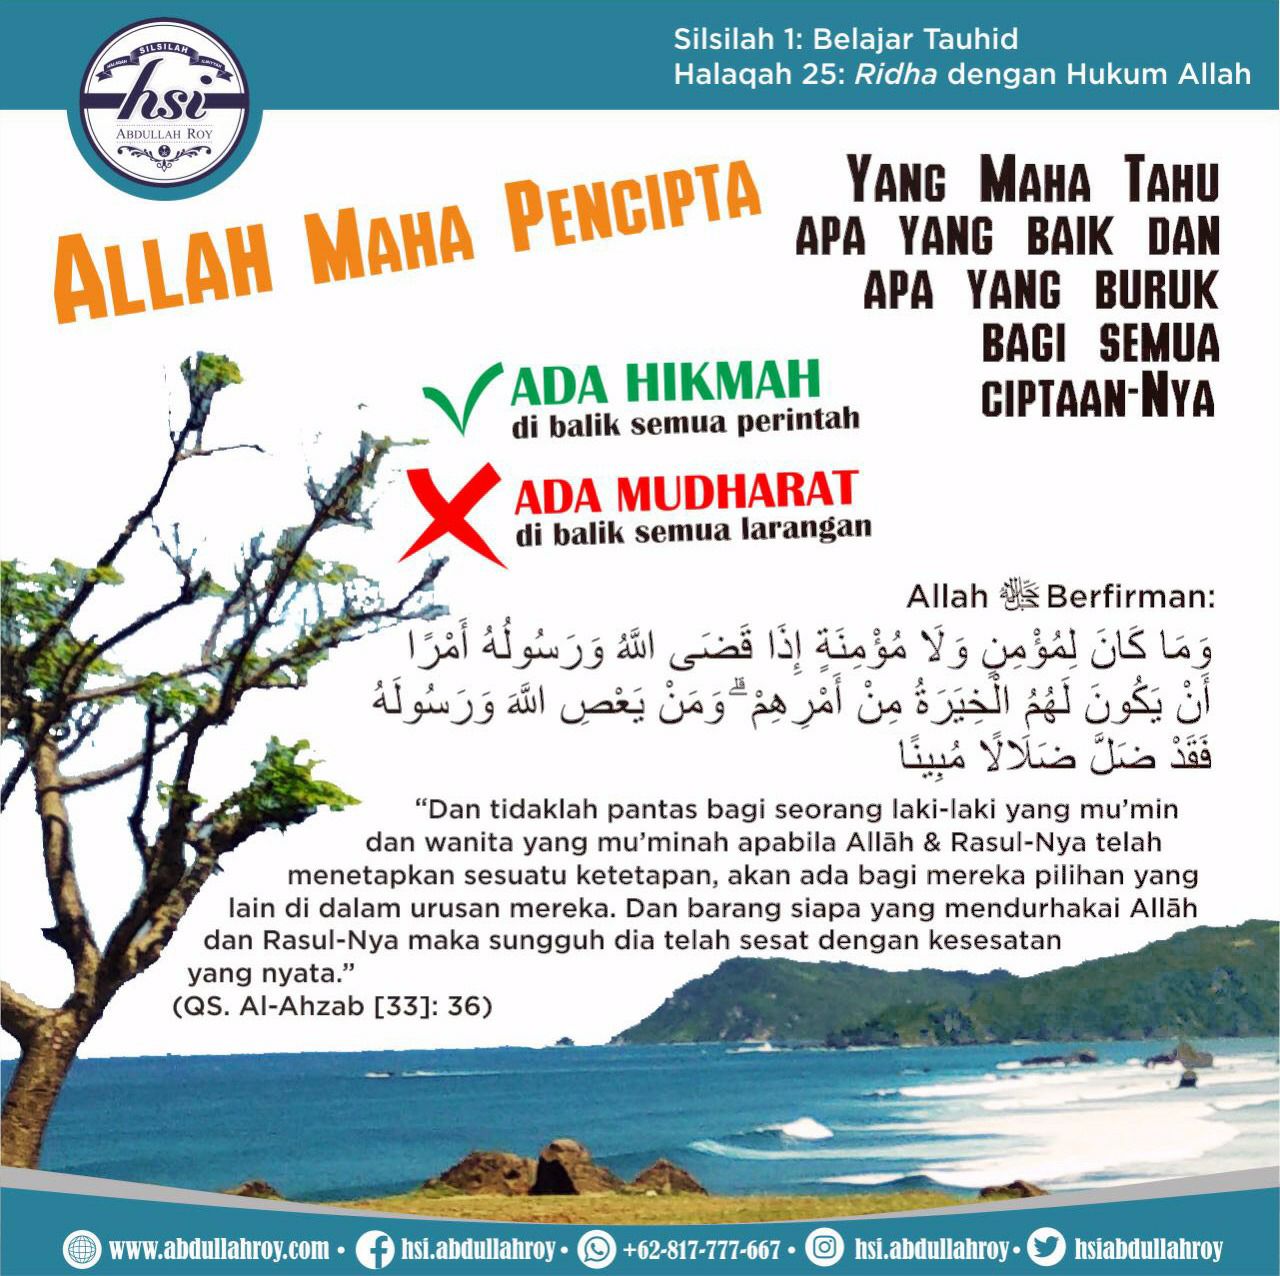 Silsilah 1: Belajar Tauhid
Halaqah 25: Ridha dengan Hukum Allah
HALAQAH SILSILAH ILMIYYAH
hsi
ABDULLAH ROY
ALLAH MAHA PENCIPTA
YANG MAHA TAHU
APA YANG BAIK DAN
APA YANG BURUK
BAGI SEMUA
CIPTAAN-NYA
ADA HIKMAH
di balik semua perintah
ADA MUDHARAT
di balik semua larangan
Allah ﷻ Berfirman:
وَمَا كَانَ لِمُؤْمِنٍ وَلَا مُؤْمِنَةٍ إِذَا قَضَى اللَّهُ وَرَسُولُهُ أَمْرًا
أَنْ يَكُونَ لَهُمُ الْخِيَرَةُ مِنْ أَمْرِهِمْ ۗ وَمَنْ يَعْصِ اللَّهَ وَرَسُولَهُ
فَقَدْ ضَلَّ ضَلَالًا مُبِينًا
“Dan tidaklah pantas bagi seorang laki-laki yang mu’min
dan wanita yang mu’minah apabila Allāh & Rasul-Nya telah
menetapkan sesuatu ketetapan, akan ada bagi mereka pilihan yang
lain di dalam urusan mereka. Dan barang siapa yang mendurhakai Allāh
dan Rasul-Nya maka sungguh dia telah sesat dengan kesesatan
yang nyata.”
(QS. Al-Ahzab [33]: 36)
www.abdullahroy.com • hsi.abdullahroy • +62-817-777-667 • hsi.abdullahroy • hsiabdullahroy